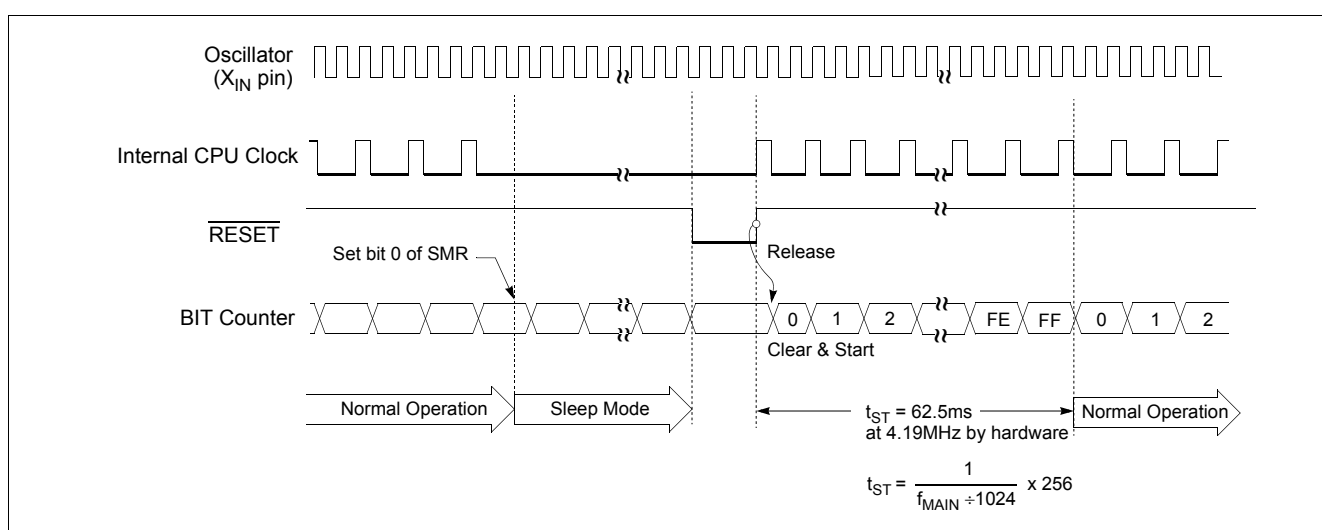 Oscillator
(XIN pin)
Internal CPU Clock
RESET
Set bit 0 of SMR
Release
BIT Counter
0 1 2 FE FF 0 1 2
Clear & Start
Normal Operation Sleep Mode tST = 62.5ms Normal Operation
at 4.19MHz by hardware
tST = 1 / fMAIN ÷1024 x 256